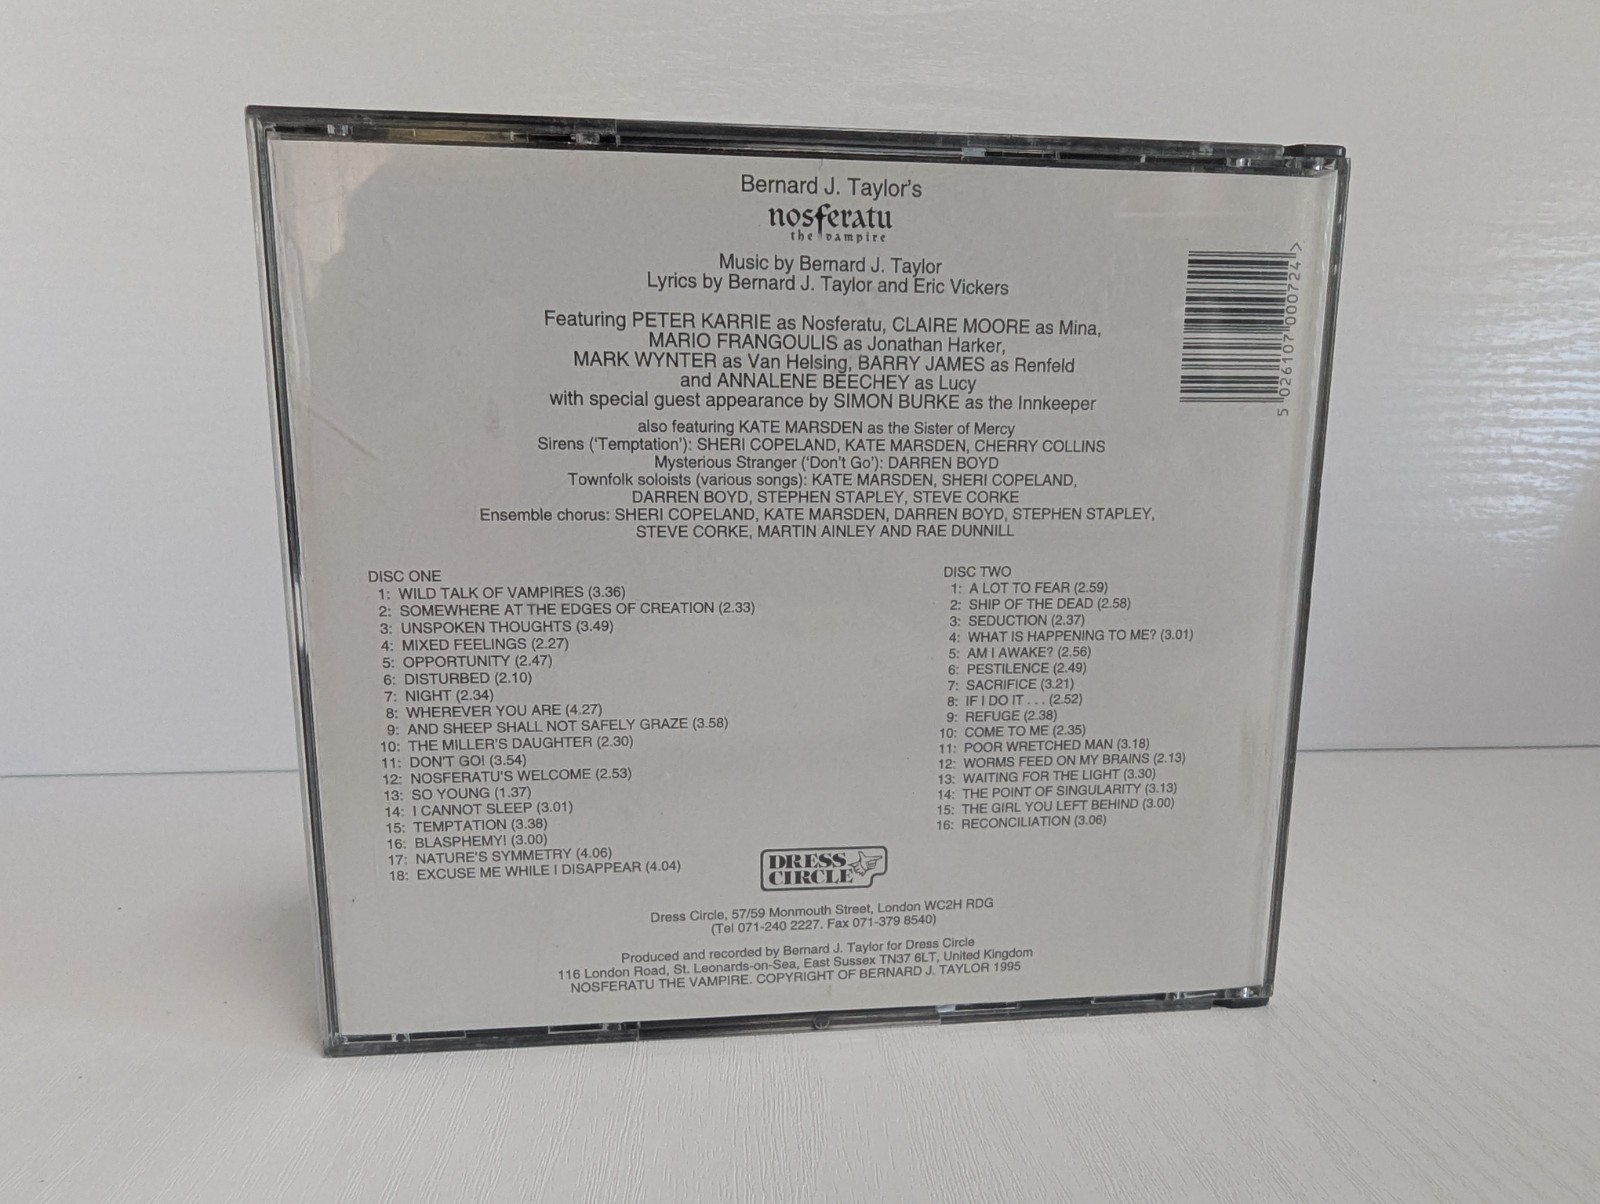 Bernard J. Taylor's
nosferatu
the vampire
Music by Bernard J. Taylor
Lyrics by Bernard J. Taylor and Eric Vickers
Featuring PETER KARRIE as Nosferatu, CLAIRE MOORE as Mina,
MARIO FRANGOULIS as Jonathan Harker,
MARK WYNTER as Van Helsing, BARRY JAMES as Renfeld
and ANNALENE BEECHEY as Lucy
with special guest appearance by SIMON BURKE as the Innkeeper
also featuring KATE MARSDEN as the Sister of Mercy
Sirens ('Temptation'): SHERI COPELAND, KATE MARSDEN, CHERRY COLLINS
Mysterious Stranger ('Don't Go'): DARREN BOYD
Townfolk soloists (various songs): KATE MARSDEN, SHERI COPELAND,
DARREN BOYD, STEPHEN STAPLEY, STEVE CORKE
Ensemble chorus: SHERI COPELAND, KATE MARSDEN, DARREN BOYD, STEPHEN STAPLEY,
STEVE CORKE, MARTIN AINLEY AND RAE DUNNILL
5 026107 000724 >
DISC ONE
1: WILD TALK OF VAMPIRES (3.36)
2: SOMEWHERE AT THE EDGES OF CREATION (2.33)
3: UNSPOKEN THOUGHTS (3.49)
4: MIXED FEELINGS (2.27)
5: OPPORTUNITY (2.47)
6: DISTURBED (2.10)
7: NIGHT (2.34)
8: WHEREVER YOU ARE (4.27)
9: AND SHEEP SHALL NOT SAFELY GRAZE (3.58)
10: THE MILLER'S DAUGHTER (2.30)
11: DON'T GO! (3.54)
12: NOSFERATU'S WELCOME (2.53)
13: SO YOUNG (1.37)
14: I CANNOT SLEEP (3.01)
15: TEMPTATION (3.38)
16: BLASPHEMY! (3.00)
17: NATURE'S SYMMETRY (4.06)
18: EXCUSE ME WHILE I DISAPPEAR (4.04)
DISC TWO
1: A LOT TO FEAR (2.59)
2: SHIP OF THE DEAD (2.58)
3: SEDUCTION (2.37)
4: WHAT IS HAPPENING TO ME? (3.01)
5: AM I AWAKE? (2.56)
6: PESTILENCE (2.49)
7: SACRIFICE (3.21)
8: IF I DO IT . . . (2.52)
9: REFUGE (2.38)
10: COME TO ME (2.35)
11: POOR WRETCHED MAN (3.18)
12: WORMS FEED ON MY BRAINS (2.13)
13: WAITING FOR THE LIGHT (3.30)
14: THE POINT OF SINGULARITY (3.13)
15: THE GIRL YOU LEFT BEHIND (3.00)
16: RECONCILIATION (3.06)
DRESS
CIRCLE
Dress Circle, 57/59 Monmouth Street, London WC2H RDG
(Tel 071-240 2227. Fax 071-379 8540)
Produced and recorded by Bernard J. Taylor for Dress Circle
116 London Road, St. Leonards-on-Sea, East Sussex TN37 6LT, United Kingdom
NOSFERATU THE VAMPIRE. COPYRIGHT OF BERNARD J. TAYLOR 1995